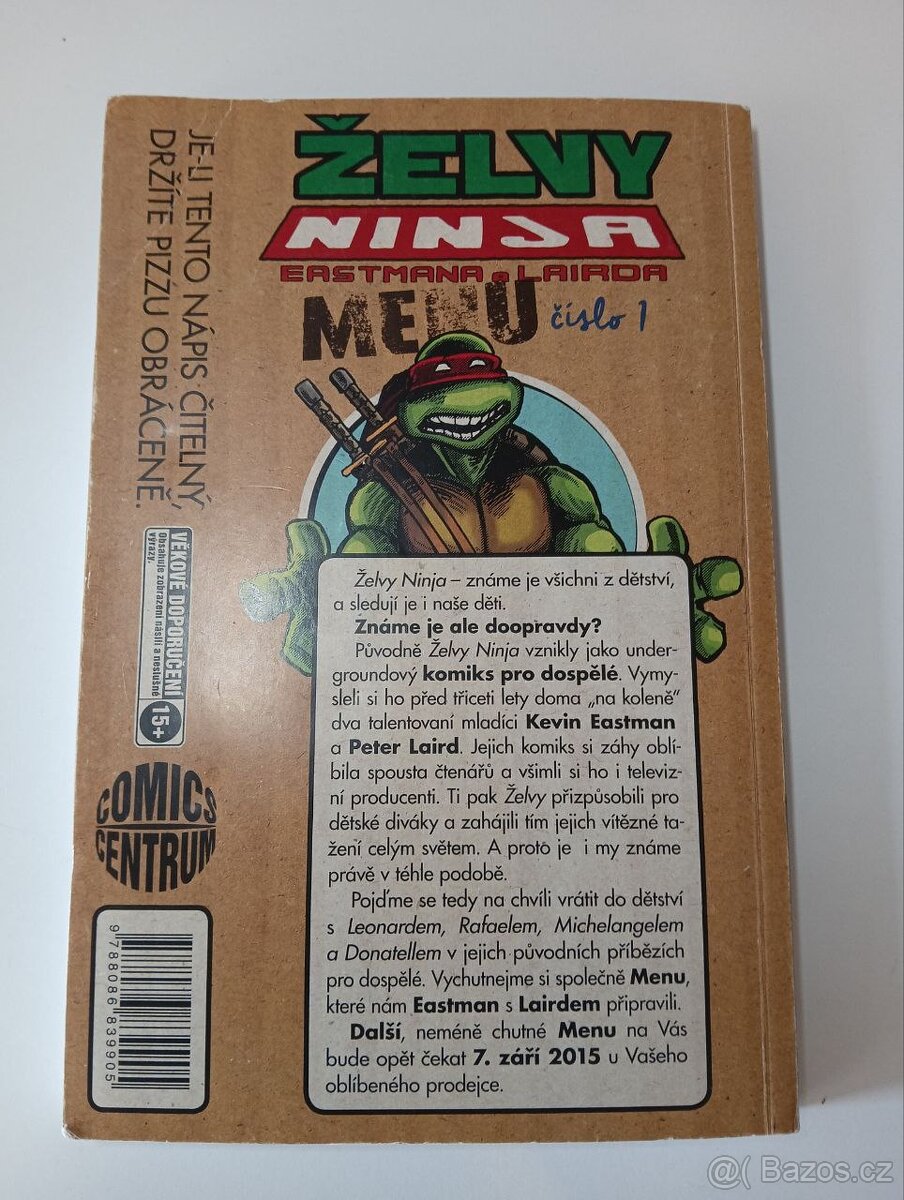 ŽELVY
NINJA
EASTMANA a LAIRDA
MENU číslo 1
JE-LI TENTO NÁPIS ČITELNÝ,
DRŽÍTE PIZZU OBRÁCENĚ.
VĚKOVÉ DOPORUČENÍ
Obsahuje zobrazení násilí a neslušné
výrazy.
15+
COMICS
CENTRUM
9788086839905
Želvy Ninja – známe je všichni z dětství,
a sledují je i naše děti.
Známe je ale doopravdy?
Původně Želvy Ninja vznikly jako under-
groundový komiks pro dospělé. Vymy-
sleli si ho před třiceti lety doma „na koleně“
dva talentovaní mladíci Kevin Eastman
a Peter Laird. Jejich komiks si záhy oblí-
bila spousta čtenářů a všimli si ho i televiz-
ní producenti. Ti pak Želvy přizpůsobili pro
dětské diváky a zahájili tím jejich vítězné ta-
žení celým světem. A proto je i my známe
právě v téhle podobě.
Pojďme se tedy na chvíli vrátit do dětství
s Leonardem, Rafaelem, Michelangelem
a Donatellem v jejich původních příbězích
pro dospělé. Vychutnejme si společně Menu,
které nám Eastman s Lairdem připravili.
Další, neméně chutné Menu na Vás
bude opět čekat 7. září 2015 u Vašeho
oblíbeného prodejce.
@( Bazos.cz